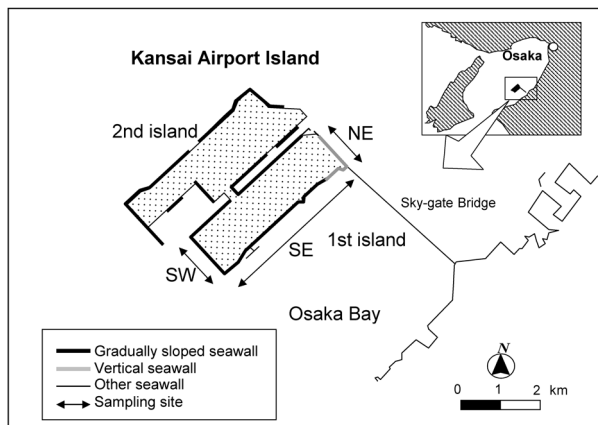 Kansai Airport Island
Osaka
2nd island
NE
Sky-gate Bridge
SE
1st island
SW
Osaka Bay
Gradually sloped seawall
Vertical seawall
Other seawall
Sampling site
N
0 1 2 km